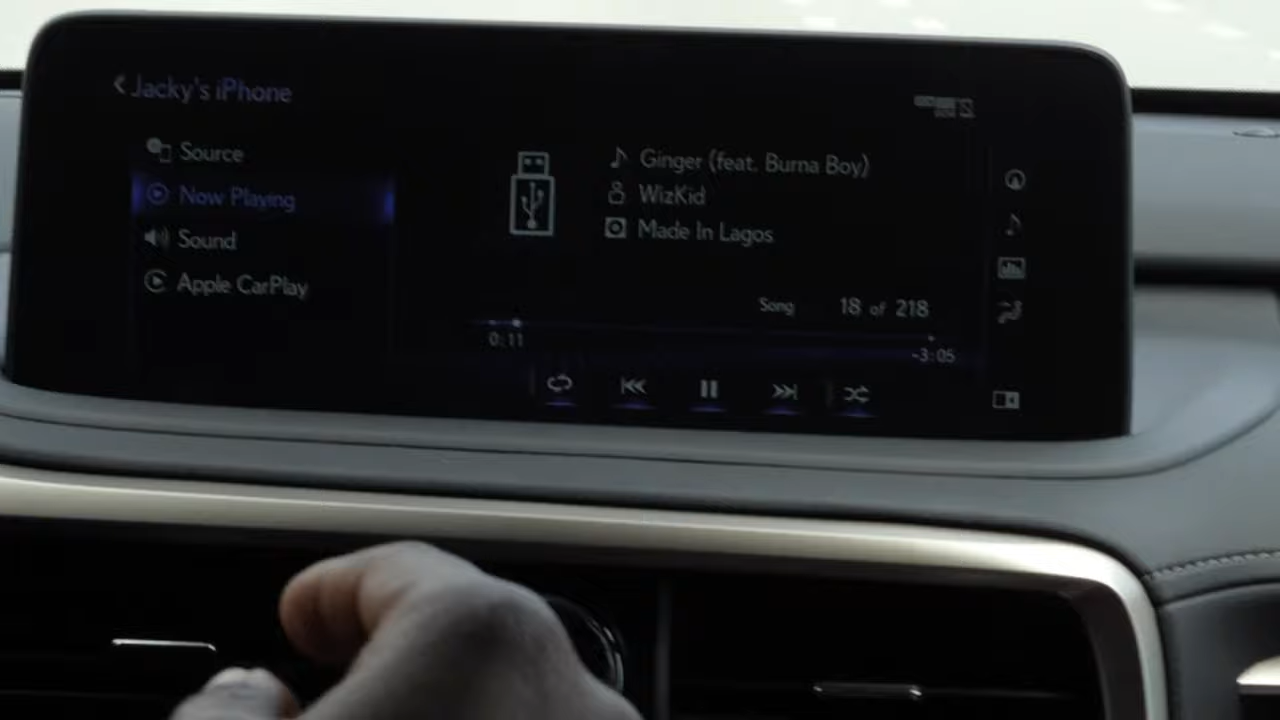 Jacky's iPhone
Source
Now Playing
Sound
Apple CarPlay
Ginger (feat. Burna Boy)
WizKid
Made In Lagos
Song 18 of 218
0:11
-3:05